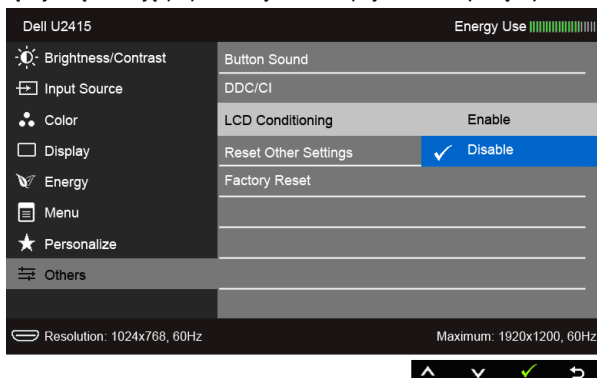 Dell U2415 Energy Use
Brightness/Contrast Button Sound
Input Source DDC/CI
Color LCD Conditioning Enable
Display Reset Other Settings Disable
Energy Factory Reset
Menu
Personalize
Others
Resolution: 1024x768, 60Hz Maximum: 1920x1200, 60Hz